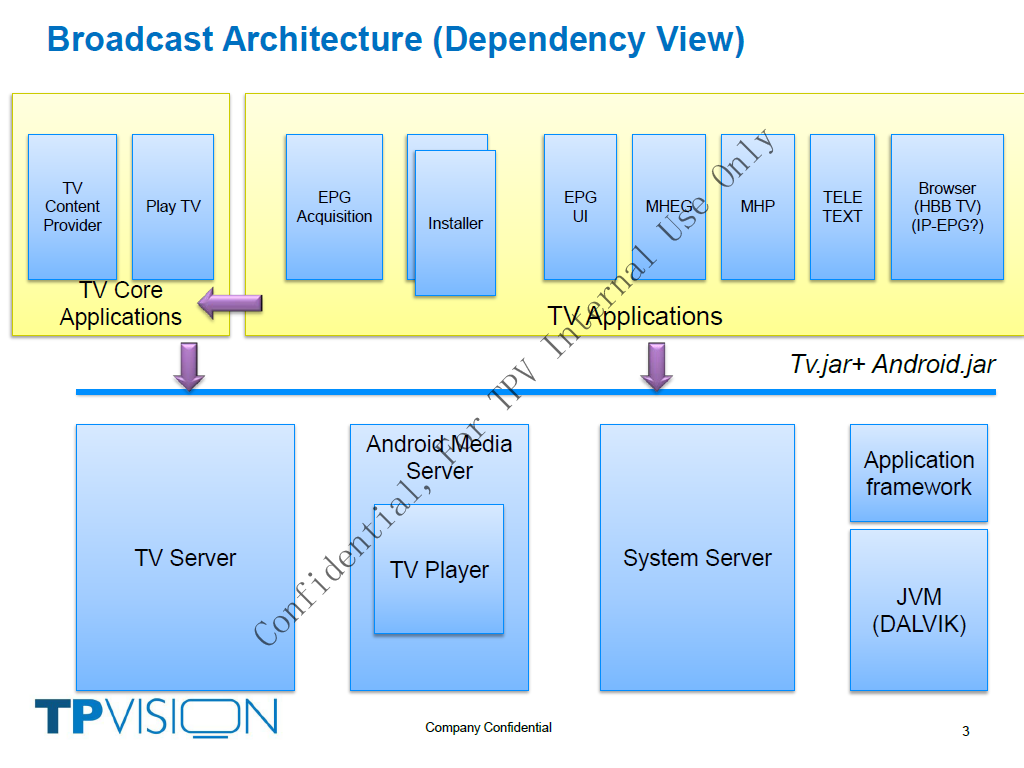 Broadcast Architecture (Dependency View)
TV
Content
Provider
Play TV
EPG
Acquisition
Installer
EPG
UI
MHEG
MHP
TELE
TEXT
Browser
(HBB TV)
(IP-EPG?)
TV Core
Applications
TV Applications
Tv.jar+ Android.jar
TV Server
Android Media
Server
TV Player
System Server
Application
framework
JVM
(DALVIK)
Confidential, For TPV Internal Use Only
TPVISION
Company Confidential
3